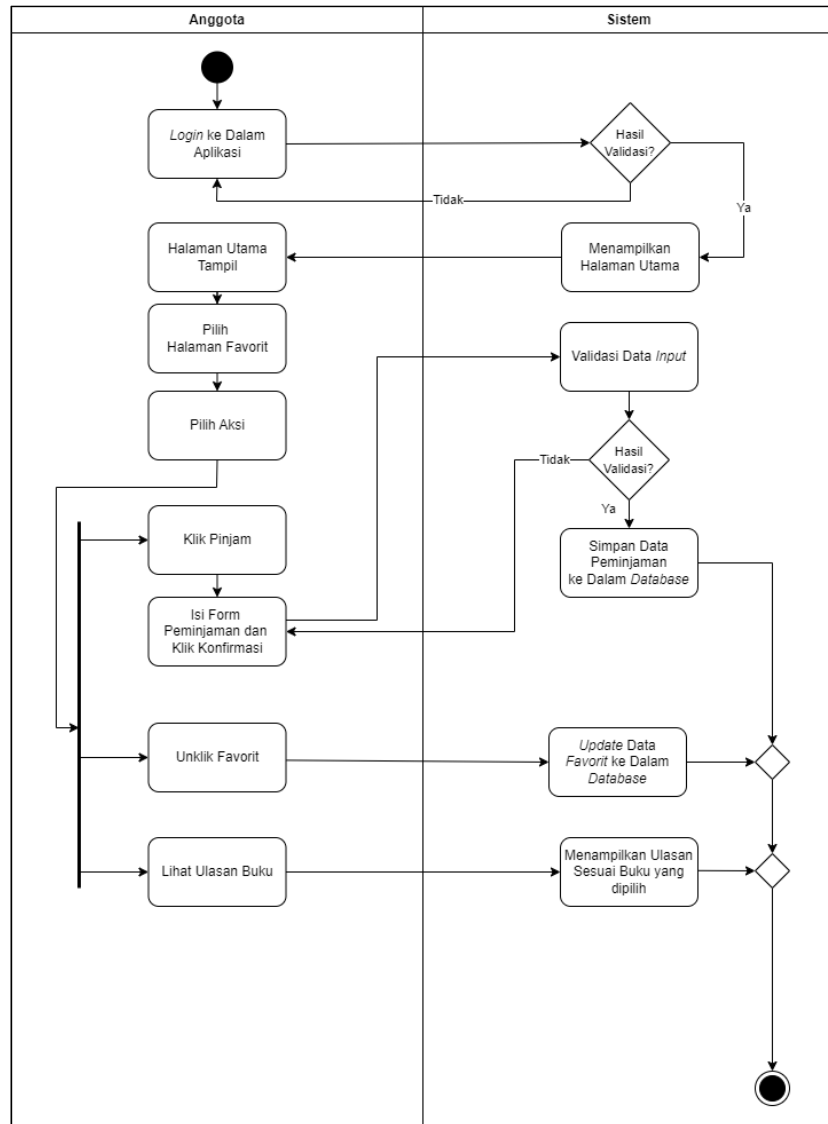 Anggota
Sistem
Login ke Dalam
Aplikasi
Hasil
Validasi?
Tidak
Ya
Halaman Utama
Tampil
Menampilkan
Halaman Utama
Pilih
Halaman Favorit
Validasi Data Input
Pilih Aksi
Hasil
Validasi?
Tidak
Ya
Klik Pinjam
Simpan Data
Peminjaman
ke Dalam Database
Isi Form
Peminjaman dan
Klik Konfirmasi
Unklik Favorit
Update Data
Favorit ke Dalam
Database
Lihat Ulasan Buku
Menampilkan Ulasan
Sesuai Buku yang
dipilih